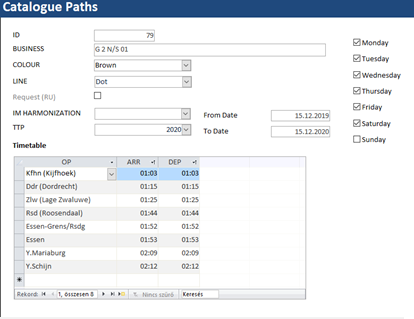 Catalogue Paths
ID 79
BUSINESS G 2 N/S 01
COLOUR Brown
LINE Dot
Request (RU)
IM HARMONIZATION
TTP 2020
From Date 15.12.2019
To Date 15.12.2020
Monday
Tuesday
Wednesday
Thursday
Friday
Saturday
Sunday
Timetable
OP ARR DEP
Kfhn (Kijfhoek) 01:03 01:03
Ddr (Dordrecht) 01:15 01:15
Zlw (Lage Zwaluwe) 01:25 01:25
Rsd (Roosendaal) 01:44 01:44
Essen-Grens/Rsdg 01:52 01:52
Essen 01:53 01:53
Y.Mariaburg 02:09 02:09
Y.Schijn 02:12 02:12
Rekord: 1, összesen 8 Nincs szűrő Keresés